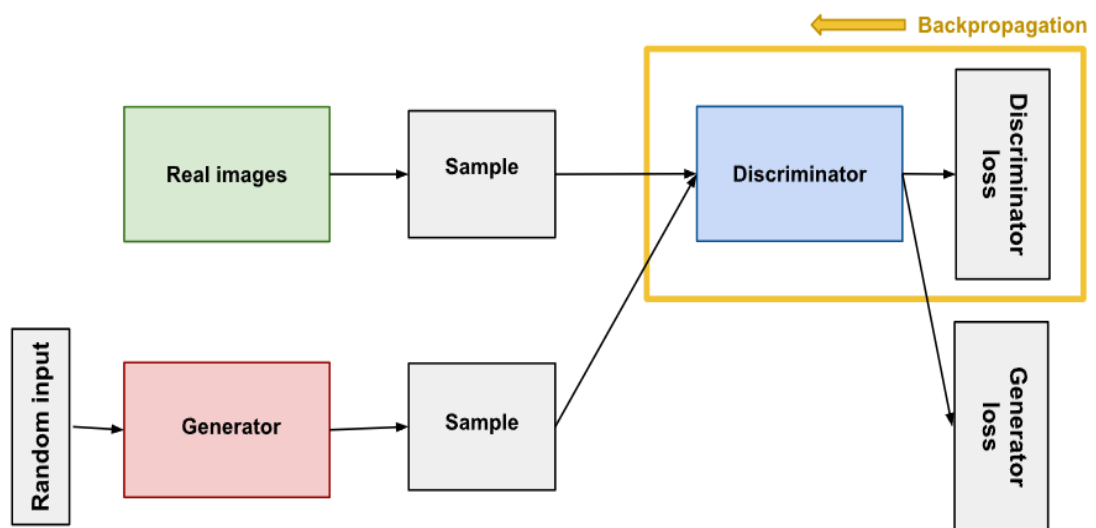 Backpropagation
Real images
Sample
Discriminator
Discriminator
loss
Random input
Generator
Sample
Generator
loss